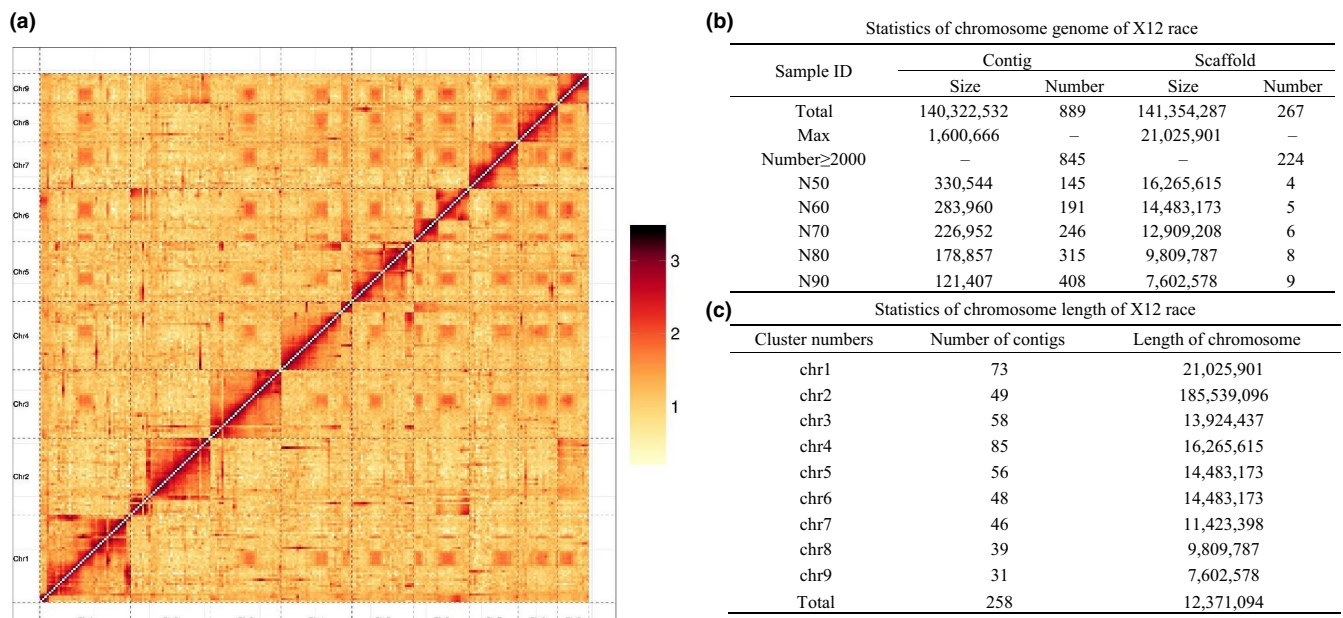 (a)
Chr9
Chr8
Chr7
Chr6
Chr5
Chr4
Chr3
Chr2
Chr1
3
2
1
(b)
Statistics of chromosome genome of X12 race
Sample ID Contig Scaffold
Size Number Size Number
Total 140,322,532 889 141,354,287 267
Max 1,600,666 – 21,025,901 –
Number≥2000 – 845 – 224
N50 330,544 145 16,265,615 4
N60 283,960 191 14,483,173 5
N70 226,952 246 12,909,208 6
N80 178,857 315 9,809,787 8
N90 121,407 408 7,602,578 9
(c)
Statistics of chromosome length of X12 race
Cluster numbers Number of contigs Length of chromosome
chr1 73 21,025,901
chr2 49 185,539,096
chr3 58 13,924,437
chr4 85 16,265,615
chr5 56 14,483,173
chr6 48 14,483,173
chr7 46 11,423,398
chr8 39 9,809,787
chr9 31 7,602,578
Total 258 12,371,094